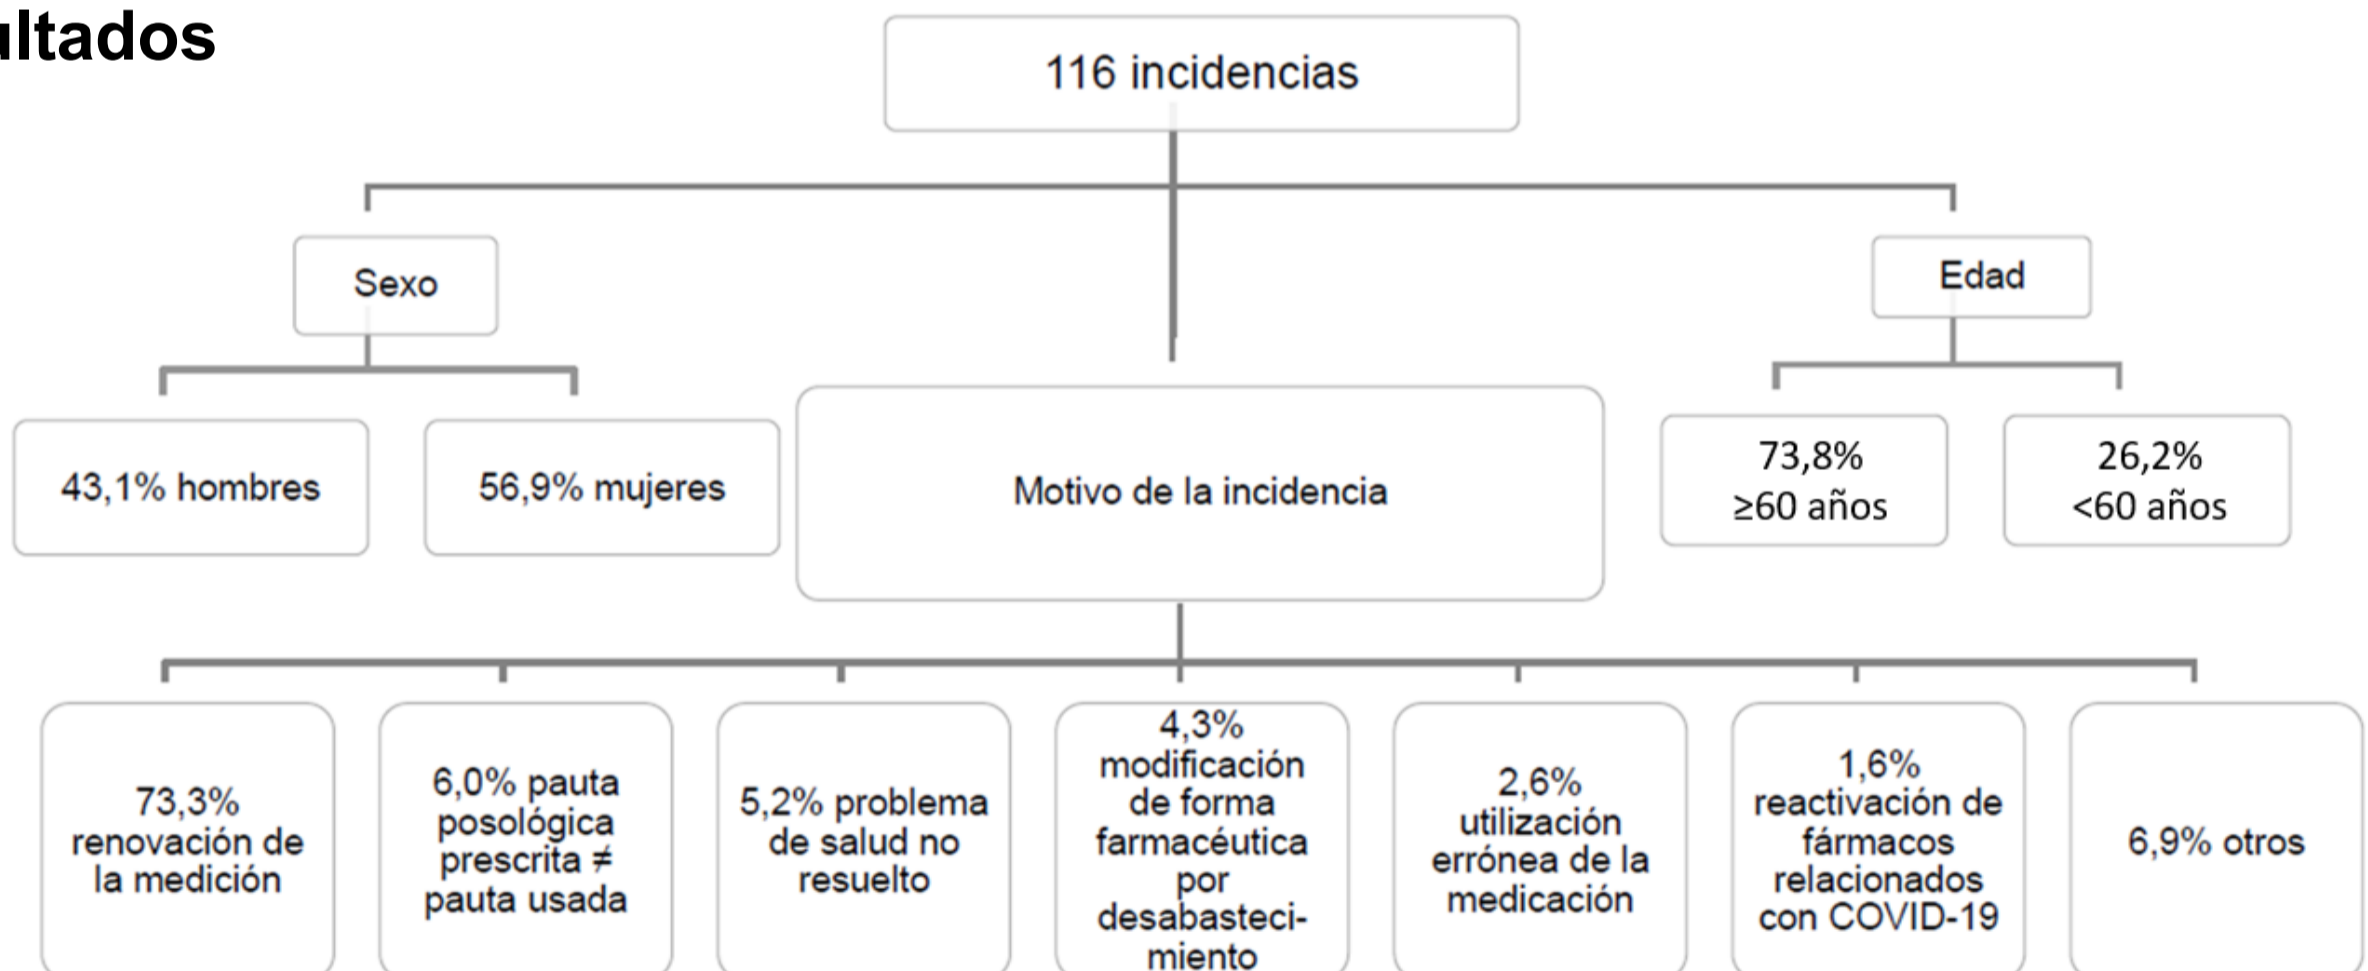 ultados
116 incidencias
Sexo
Edad
43,1% hombres
56,9% mujeres
Motivo de la incidencia
73,8%
≥60 años
26,2%
<60 años
73,3%
renovación de
la medición
6,0% pauta
posológica
prescrita ≠
pauta usada
5,2% problema
de salud no
resuelto
4,3%
modificación
de forma
farmacéutica
por
desabasteci-
miento
2,6%
utilización
errónea de la
medicación
1,6%
reactivación de
fármacos
relacionados
con COVID-19
6,9% otros